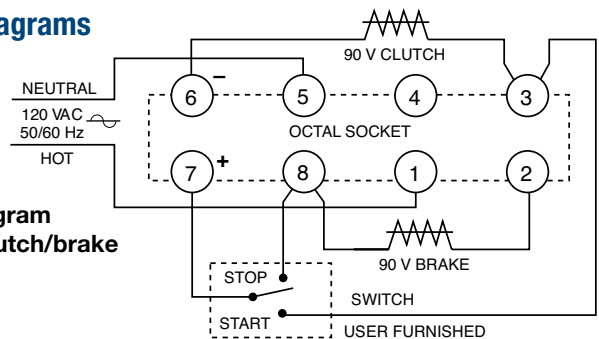 agrams
90 V CLUTCH
NEUTRAL
120 VAC
50/60 Hz
HOT
6 – 5 4 3
OCTAL SOCKET
7 + 8 1 2
gram
utch/brake
90 V BRAKE
STOP
SWITCH
START
USER FURNISHED